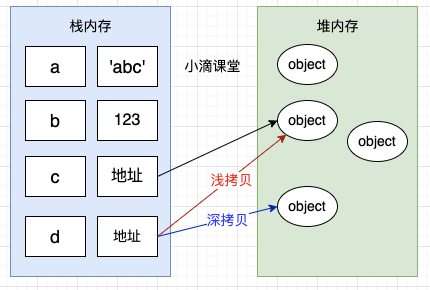 栈内存
堆内存
a
'abc'
小滴课堂
object
b
123
object
object
c
地址
浅拷贝
object
深拷贝
d
地址